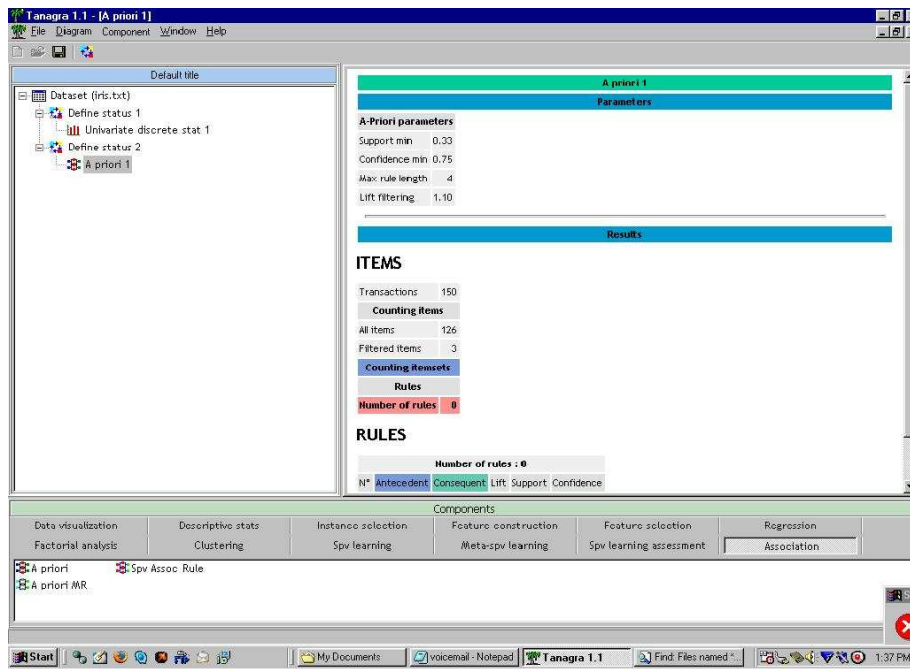 Tanagra 1.1 - [A priori 1]
File Diagram Component Window Help
Default title
Dataset (iris.txt)
Define status 1
Univariate discrete stat 1
Define status 2
A priori 1
A priori 1
Parameters
A-Priori parameters
Support min 0.33
Confidence min 0.75
Max rule length 4
Lift filtering 1.10
Results
ITEMS
Transactions 150
Counting items
All items 126
Filtered items 3
Counting itemsets
Rules
Number of rules 0
RULES
Number of rules : 0
N° Antecedent Consequent Lift Support Confidence
Components
Data visualization Descriptive stats Instance selection Feature construction Feature selection Regression
Factorial analysis Clustering Spv learning Meta-spv learning Spv learning assessment Association
A priori Spv Assoc Rule
A priori MR
Start My Documents voicemail - Notepad Tanagra 1.1 Find: Files named "... 1:37 PM